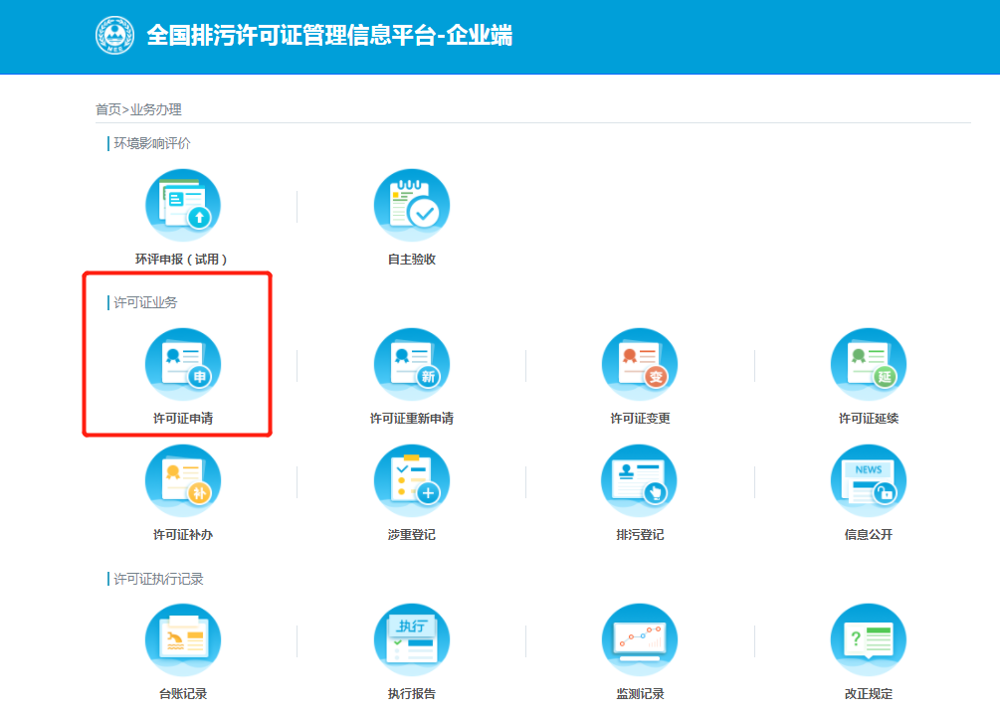 全国排污许可证管理信息平台-企业端
首页>业务办理
环境影响评价
环评申报（试用）
自主验收
许可证业务
申
新
变
延
许可证申请
许可证重新申请
许可证变更
许可证延续
补
NEWS
许可证补办
涉重登记
排污登记
信息公开
许可证执行记录
执行
台账记录
执行报告
监测记录
改正规定